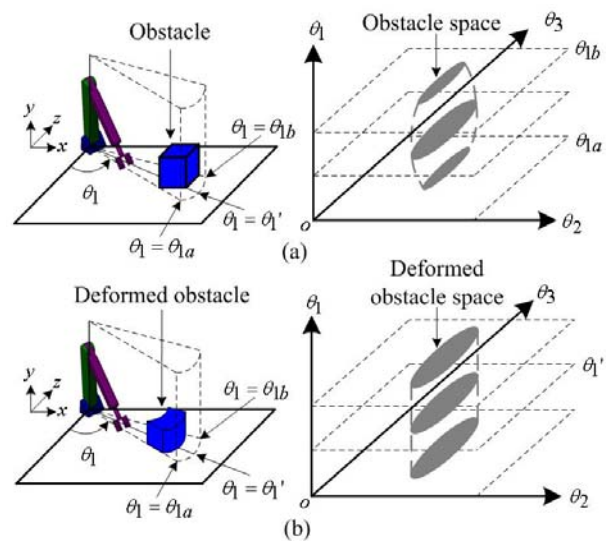 Obstacle
y
z
x
θ1
θ1 = θ1b
θ1 = θ1'
θ1 = θ1a
θ1
Obstacle space
θ3
θ1b
θ1a
o
θ2
(a)
Deformed obstacle
y
z
x
θ1
θ1 = θ1b
θ1 = θ1'
θ1 = θ1a
θ1
Deformed
obstacle space
θ3
θ1'
o
θ2
(b)